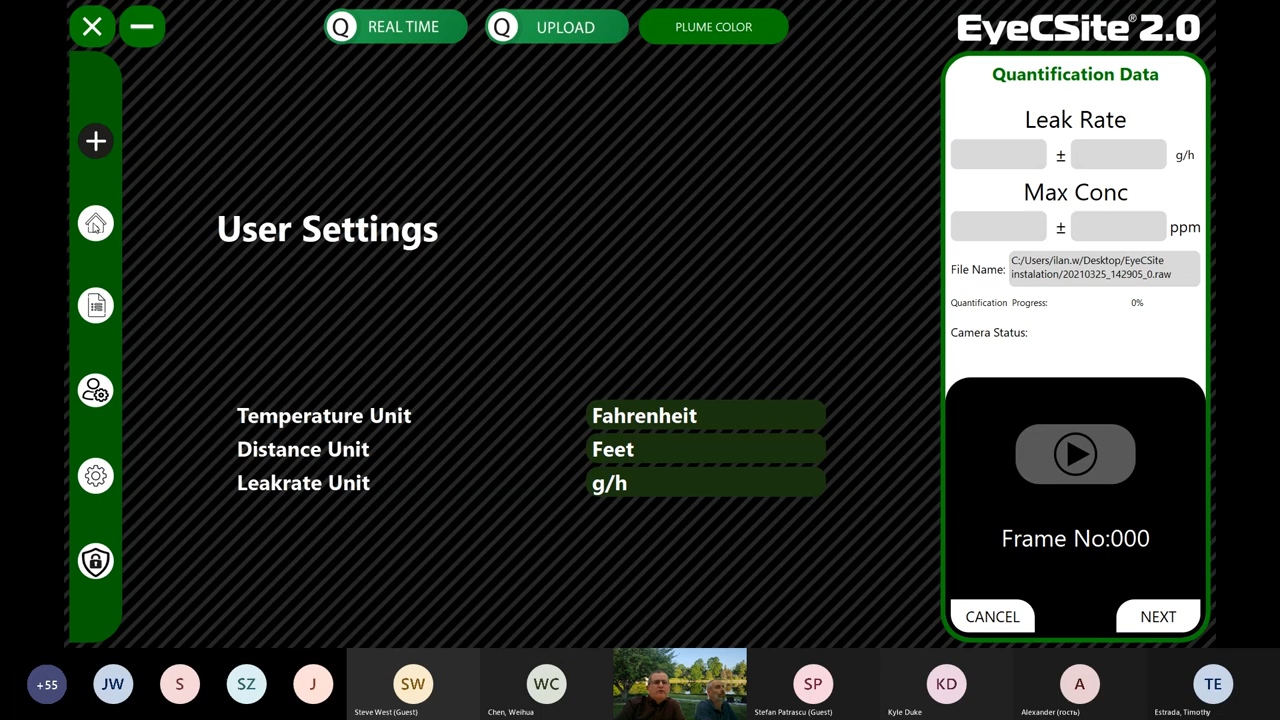 Q REAL TIME
Q UPLOAD
PLUME COLOR
EyeCSite® 2.0
Quantification Data
Leak Rate
± g/h
Max Conc
± ppm
File Name: C:/Users/ilan.w/Desktop/EyeCSite
instalation/20210325_142905_0.raw
Quantification Progress: 0%
Camera Status:
Frame No:000
CANCEL
NEXT
User Settings
Temperature Unit Fahrenheit
Distance Unit Feet
Leakrate Unit g/h
+55
JW
S
SZ
J
SW
Steve West (Guest)
WC
Chen, Weihua
SP
Stefan Patrascu (Guest)
KD
Kyle Duke
A
Alexander (гость)
TE
Estrada, Timothy